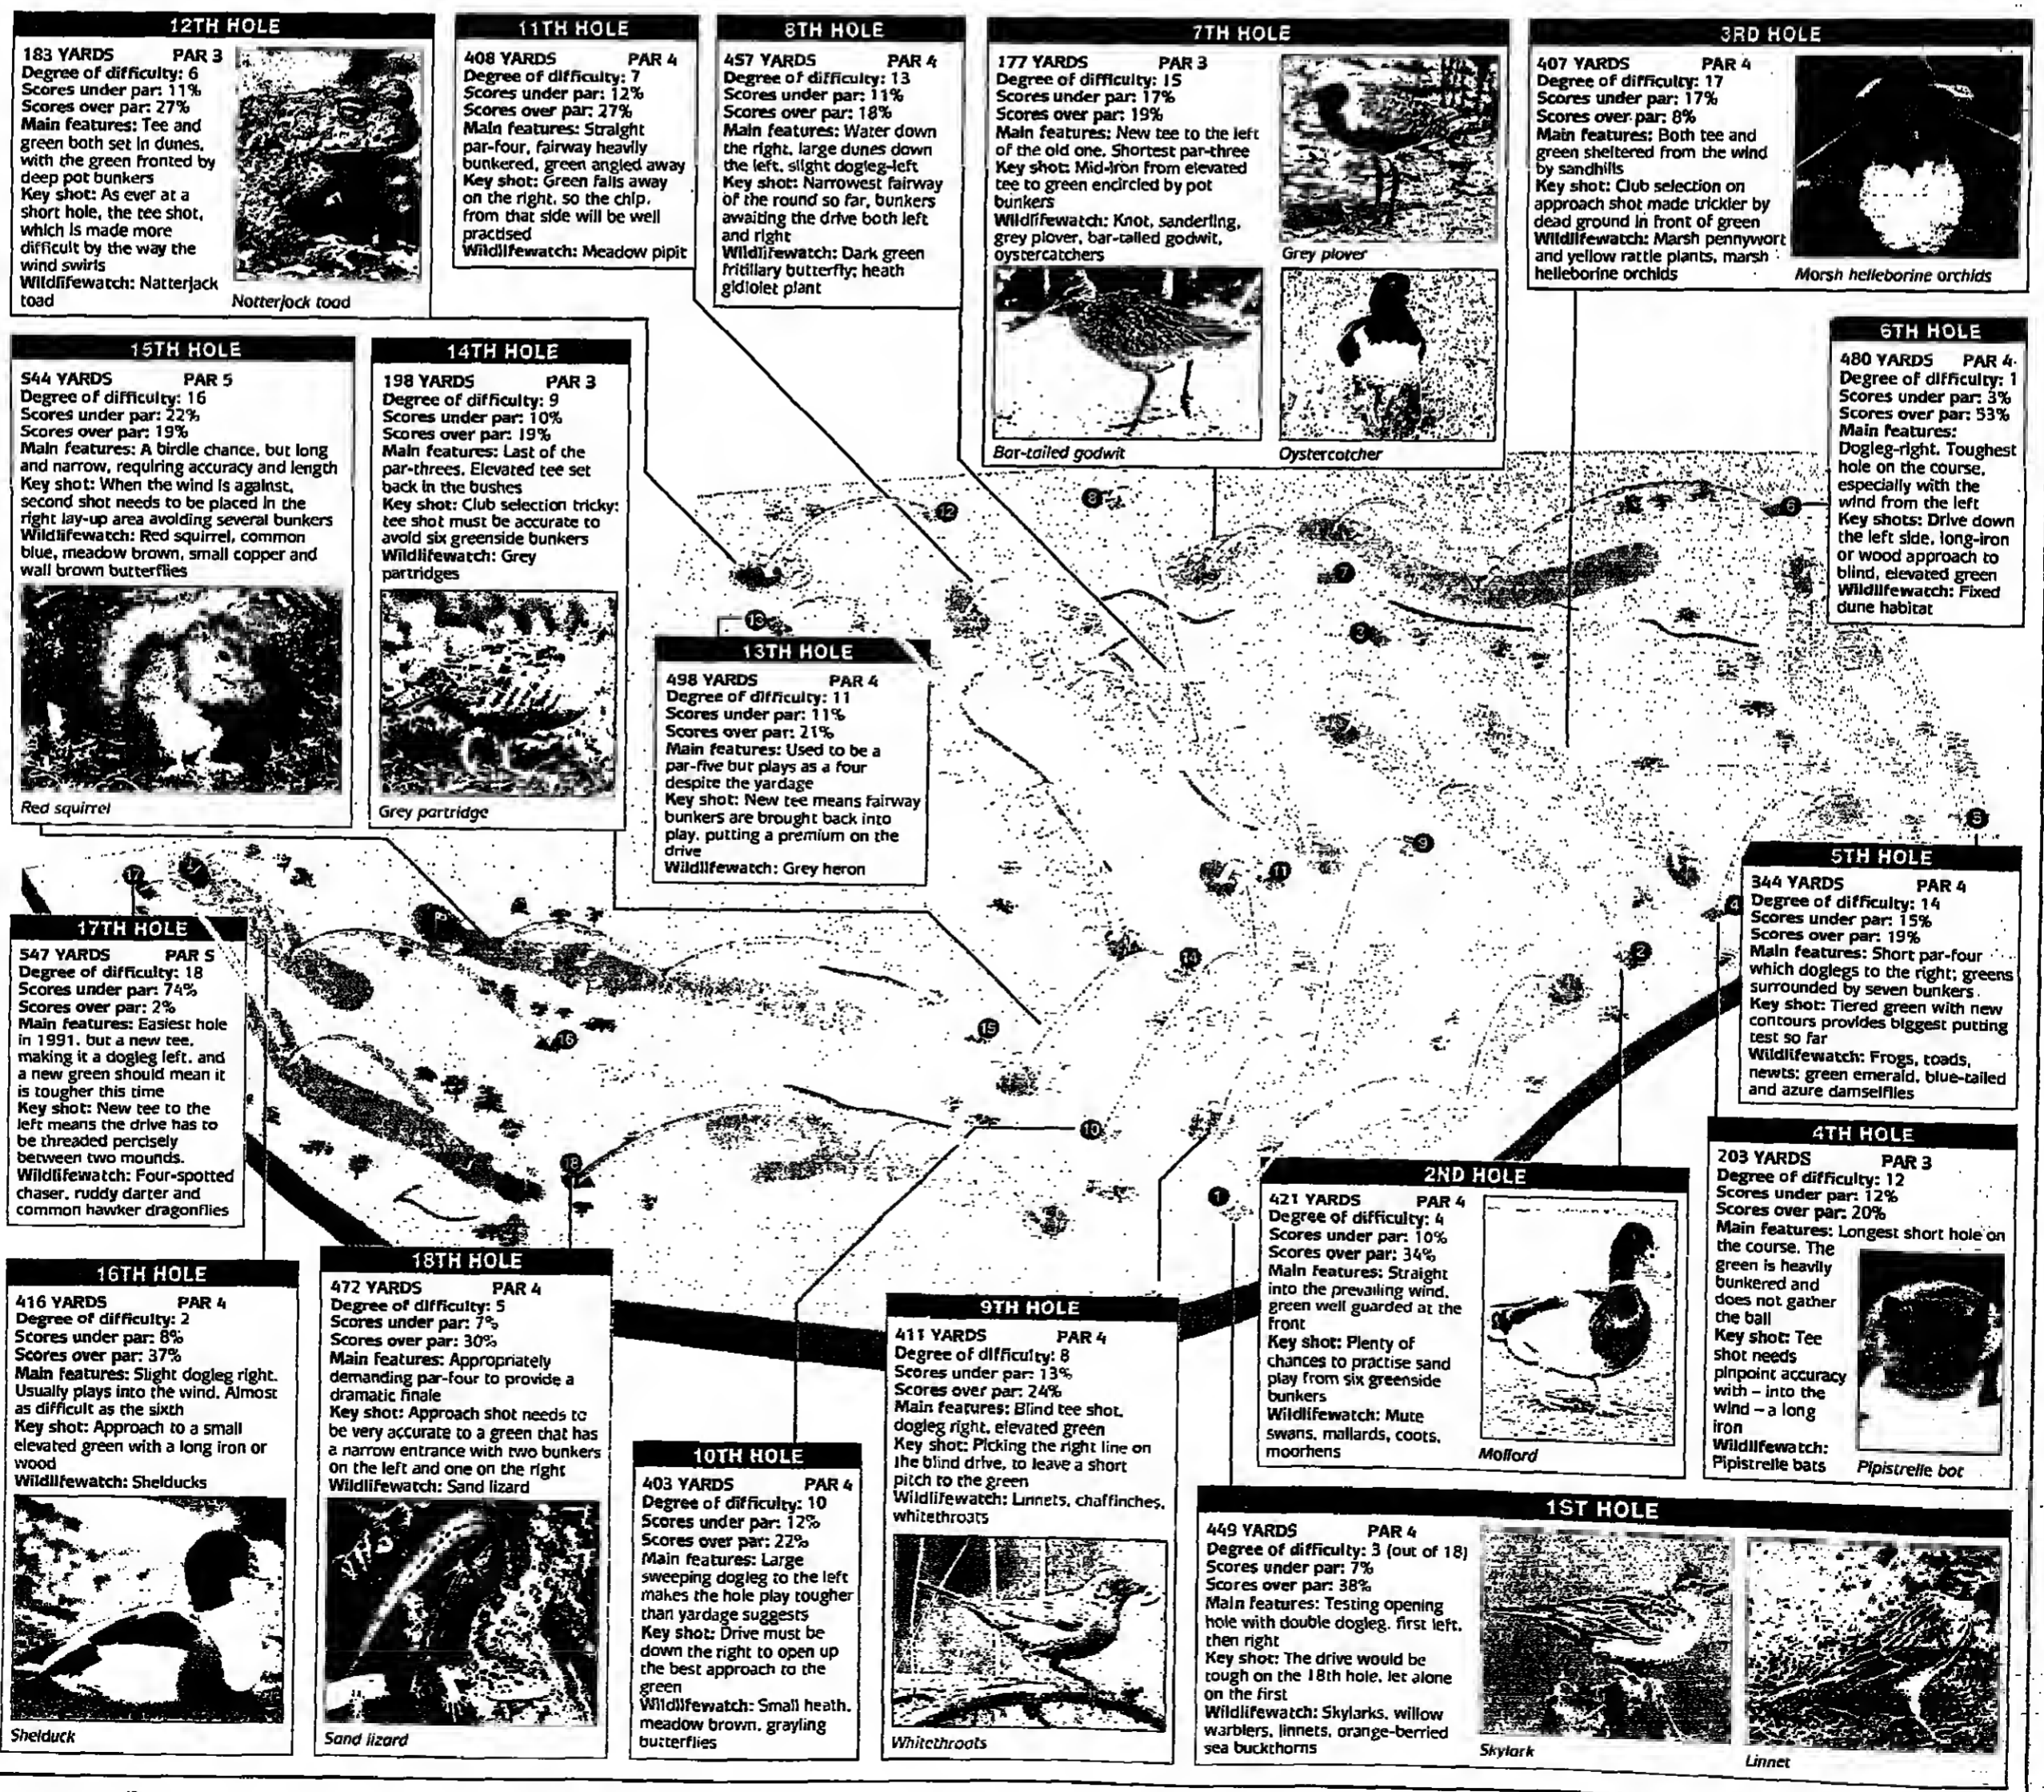 12TH HOLE
183 YARDS PAR 3
Degree of difficulty: 6
Scores under par: 11%
Scores over par: 27%
Main features: Tee and
green both set in dunes,
with the green fronted by
deep pot bunkers
Key shot: As ever at a
short hole, the tee shot,
which is made more
difficult by the way the
wind swirls
Wildlifewatch: Natterjack
toad
Natterjack toad
11TH HOLE
408 YARDS PAR 4
Degree of difficulty: 7
Scores under par: 12%
Scores over par: 27%
Main features: Straight
par-four, fairway heavily
bunkered, green angled away
Key shot: Green falls away
on the right, so the chip,
from that side will be well
practised
Wildlifewatch: Meadow pipit
8TH HOLE
457 YARDS PAR 4
Degree of difficulty: 13
Scores under par: 11%
Scores over par: 18%
Main features: Water down
the right, large dunes down
the left, slight dogleg-left
Key shot: Narrowest fairway
of the round so far, bunkers
awaiting the drive both left
and right
Wildlifewatch: Dark green
fritillary butterfly; heath
gidiolet plant
7TH HOLE
177 YARDS PAR 3
Degree of difficulty: 15
Scores under par: 17%
Scores over par: 19%
Main features: New tee to the left
of the old one. Shortest par-three
Key shot: Mid-iron from elevated
tee to green encircled by pot
bunkers
Wildlifewatch: Knot, sanderling,
grey plover, bar-tailed godwit,
oystercatchers
Grey plover
Bar-tailed godwit
Oystercatcher
3RD HOLE
407 YARDS PAR 4
Degree of difficulty: 17
Scores under par: 17%
Scores over par: 8%
Main features: Both tee and
green sheltered from the wind
by sandhills
Key shot: Club selection on
approach shot made trickier by
dead ground in front of green
Wildlifewatch: Marsh pennywort
and yellow rattle plants, marsh
helleborine orchids
Marsh helleborine orchids
15TH HOLE
544 YARDS PAR 5
Degree of difficulty: 16
Scores under par: 22%
Scores over par: 19%
Main features: A birdie chance, but long
and narrow, requiring accuracy and length
Key shot: When the wind is against,
second shot needs to be placed in the
right lay-up area avoiding several bunkers
Wildlifewatch: Red squirrel, common
blue, meadow brown, small copper and
wall brown butterflies
Red squirrel
14TH HOLE
198 YARDS PAR 3
Degree of difficulty: 9
Scores under par: 10%
Scores over par: 19%
Main features: Last of the
par-threes. Elevated tee set
back in the bushes
Key shot: Club selection tricky:
tee shot must be accurate to
avoid six greenside bunkers
Wildlifewatch: Grey
partridges
Grey partridge
6TH HOLE
480 YARDS PAR 4
Degree of difficulty: 1
Scores under par: 3%
Scores over par: 53%
Main features:
Dogleg-right. Toughest
hole on the course,
especially with the
wind from the left
Key shots: Drive down
the left side, long-iron
or wood approach to
blind, elevated green
Wildlifewatch: Fixed
dune habitat
12
8
6
7
13
3
13TH HOLE
498 YARDS PAR 4
Degree of difficulty: 11
Scores under par: 11%
Scores over par: 21%
Main features: Used to be a
par-five but plays as a four
despite the yardage
Key shot: New tee means fairway
bunkers are brought back into
play, putting a premium on the
drive
Wildlifewatch: Grey heron
5
9
11
17
4
2
14
15
16
10
18
1
5TH HOLE
344 YARDS PAR 4
Degree of difficulty: 14
Scores under par: 15%
Scores over par: 19%
Main features: Short par-four
which doglegs to the right; greens
surrounded by seven bunkers
Key shot: Tiered green with new
contours provides biggest putting
test so far
Wildlifewatch: Frogs, toads,
newts; green emerald, blue-tailed
and azure damselflies
17TH HOLE
547 YARDS PAR 5
Degree of difficulty: 18
Scores under par: 74%
Scores over par: 2%
Main features: Easiest hole
in 1991, but a new tee,
making it a dogleg left, and
a new green should mean it
is tougher this time
Key shot: New tee to the
left means the drive has to
be threaded percisely
between two mounds.
Wildlifewatch: Four-spotted
chaser, ruddy darter and
common hawker dragonflies
4TH HOLE
203 YARDS PAR 3
Degree of difficulty: 12
Scores under par: 12%
Scores over par: 20%
Main features: Longest short hole on
the course. The
green is heavily
bunkered and
does not gather
the ball
Key shot: Tee
shot needs
pinpoint accuracy
with – into the
wind – a long
iron
Wildlifewatch:
Pipistrelle bats
Pipistrelle bat
2ND HOLE
421 YARDS PAR 4
Degree of difficulty: 4
Scores under par: 10%
Scores over par: 34%
Main features: Straight
into the prevailing wind,
green well guarded at the
front
Key shot: Plenty of
chances to practise sand
play from six greenside
bunkers
Wildlifewatch: Mute
swans, mallards, coots,
moorhens
Mallard
16TH HOLE
416 YARDS PAR 4
Degree of difficulty: 2
Scores under par: 8%
Scores over par: 37%
Main features: Slight dogleg right.
Usually plays into the wind. Almost
as difficult as the sixth
Key shot: Approach to a small
elevated green with a long iron or
wood
Wildlifewatch: Shelducks
Shelduck
18TH HOLE
472 YARDS PAR 4
Degree of difficulty: 5
Scores under par: 7%
Scores over par: 30%
Main features: Appropriately
demanding par-four to provide a
dramatic finale
Key shot: Approach shot needs to
be very accurate to a green that has
a narrow entrance with two bunkers
on the left and one on the right
Wildlifewatch: Sand lizard
Sand lizard
10TH HOLE
403 YARDS PAR 4
Degree of difficulty: 10
Scores under par: 12%
Scores over par: 22%
Main features: Large
sweeping dogleg to the left
makes the hole play tougher
than yardage suggests
Key shot: Drive must be
down the right to open up
the best approach to the
green
Wildlifewatch: Small heath,
meadow brown, grayling
butterflies
9TH HOLE
411 YARDS PAR 4
Degree of difficulty: 8
Scores under par: 13%
Scores over par: 24%
Main features: Blind tee shot,
dogleg right, elevated green
Key shot: Picking the right line on
the blind drive, to leave a short
pitch to the green
Wildlifewatch: Linnets, chaffinches,
whitethroats
Whitethroats
1ST HOLE
449 YARDS PAR 4
Degree of difficulty: 3 (out of 18)
Scores under par: 7%
Scores over par: 38%
Main features: Testing opening
hole with double dogleg, first left,
then right
Key shot: The drive would be
tough on the 18th hole, let alone
on the first
Wildlifewatch: Skylarks, willow
warblers, linnets, orange-berried
sea buckthorns
Skylark
Linnet